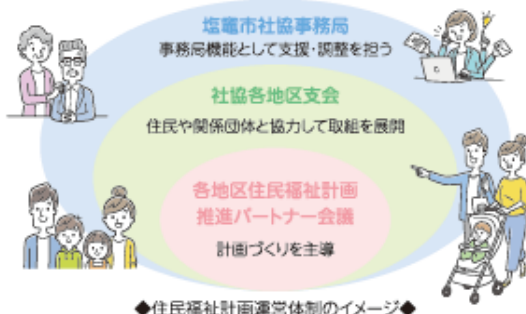 塩竈市社協事務局
事務局機能として支援・調整を担う
社協各地区支会
住民や関係団体と協力して取組を展開
各地区住民福祉計画
推進パートナー会議
計画づくりを主導
◆住民福祉計画運営体制のイメージ◆